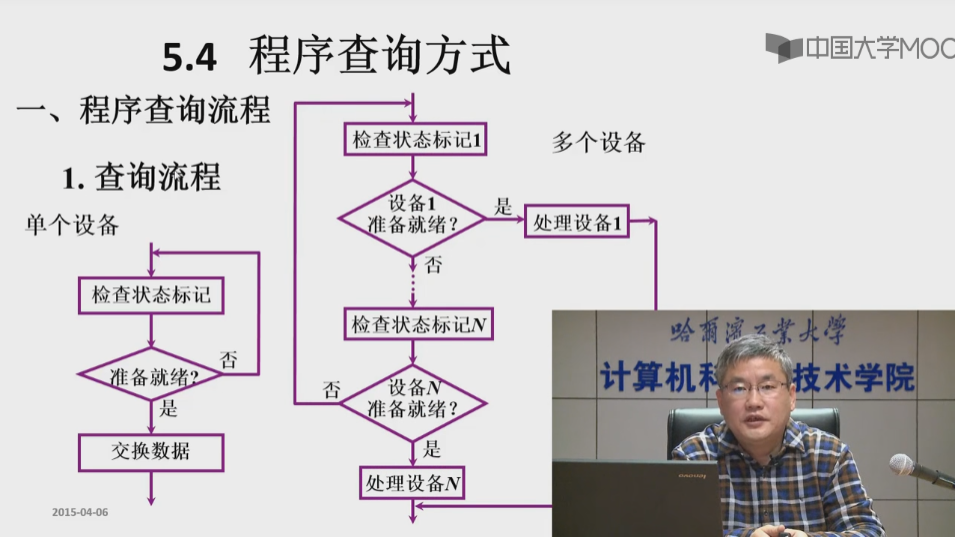 5.4 程序查询方式
中国大学MOO
一、程序查询流程
1. 查询流程
单个设备
检查状态标记
准备就绪?
否
是
交换数据
多个设备
检查状态标记1
设备1
准备就绪?
是
处理设备1
否
检查状态标记N
设备N
准备就绪?
否
是
处理设备N
哈尔滨工业大学
计算机科
技术学院
2015-04-06